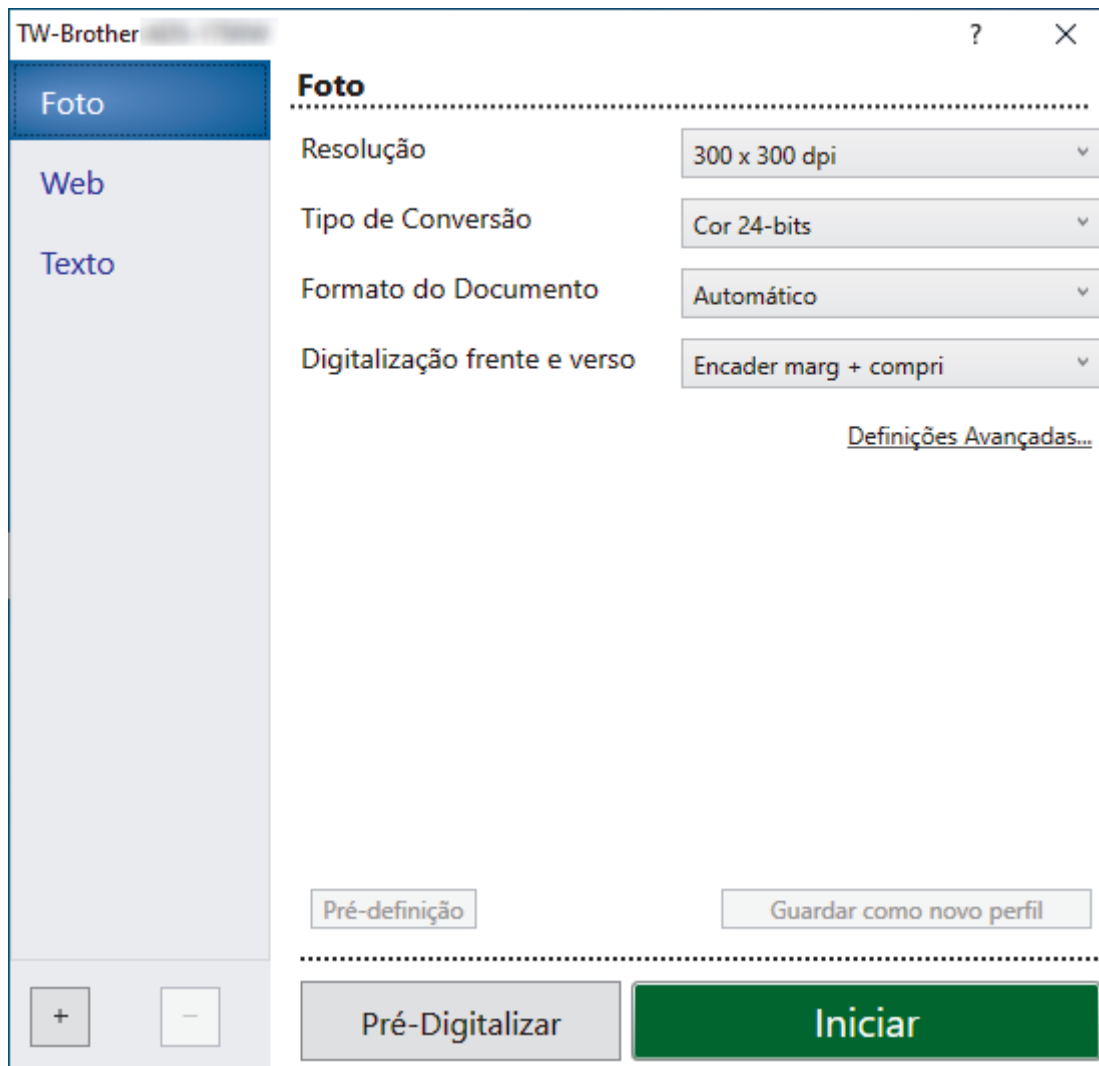 TW-Brother
?
Foto
Web
Texto
Foto
Resolução
300 x 300 dpi
Tipo de Conversão
Cor 24-bits
Formato do Documento
Automático
Digitalização frente e verso
Encader marg + compri
Definições Avançadas...
Pré-definição
Guardar como novo perfil
+
−
Pré-Digitalizar
Iniciar